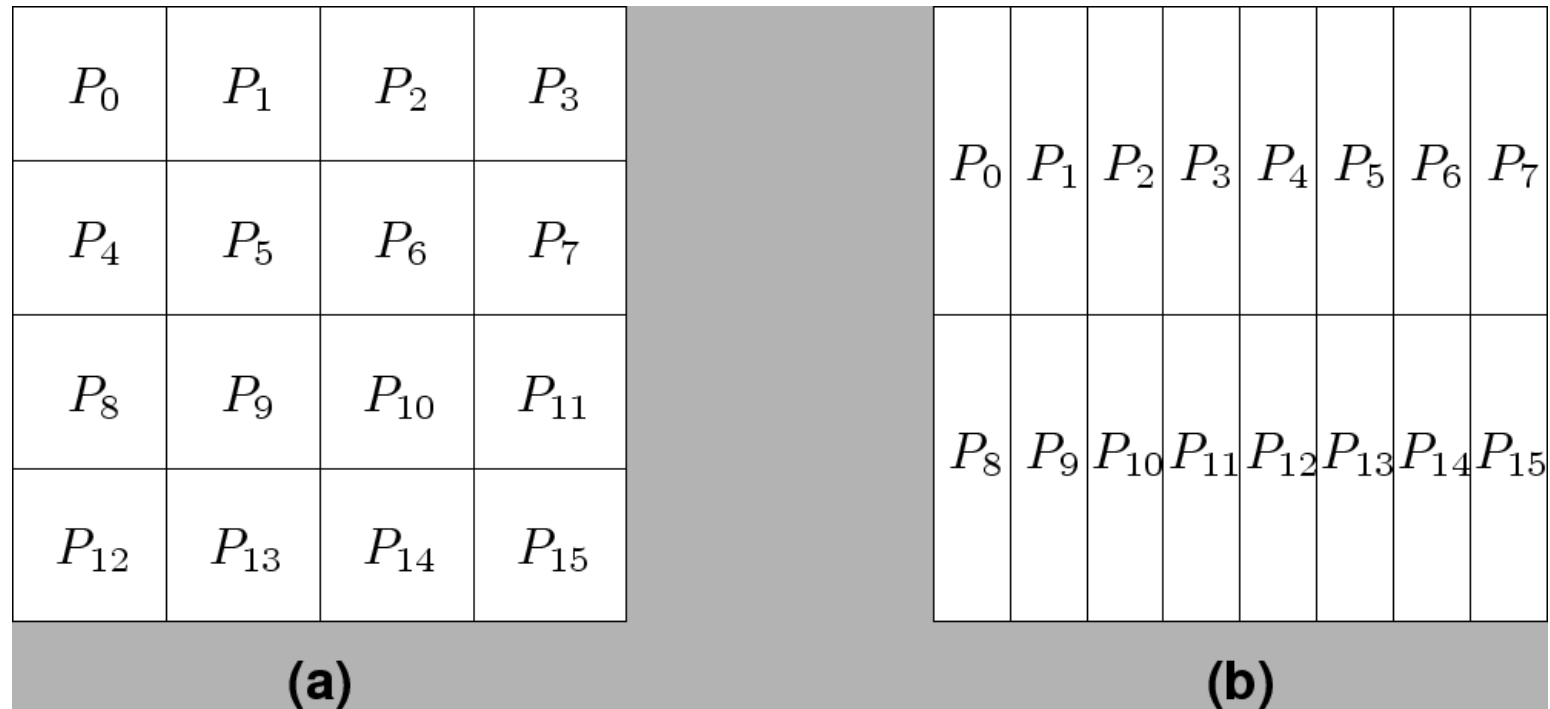 P0 P1 P2 P3
P4 P5 P6 P7
P8 P9 P10 P11
P12 P13 P14 P15
(a)
P0 P1 P2 P3 P4 P5 P6 P7
P8 P9 P10 P11 P12 P13 P14 P15
(b)